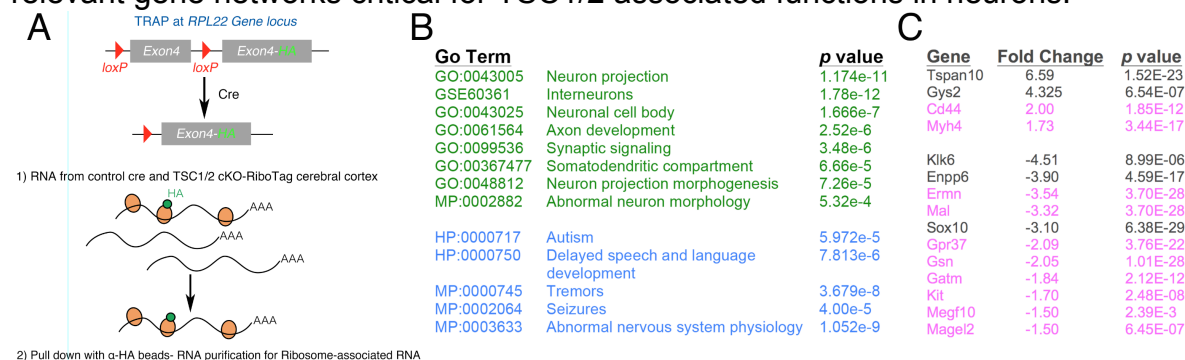 relevant gene networks critical for TSC1/2 associated functions in neurons.
A
TRAP at RPL22 Gene locus
Exon4
Exon4-HA
loxP
loxP
Cre
Exon4-HA
1) RNA from control cre and TSC1/2 cKO-RiboTag cerebral cortex
HA
AAA
AAA
AAA
AAA
2) Pull down with α-HA beads- RNA purification for Ribosome-associated RNA
B
Go Term p value
GO:0043005 Neuron projection 1.174e-11
GSE60361 Interneurons 1.78e-12
GO:0043025 Neuronal cell body 1.666e-7
GO:0061564 Axon development 2.52e-6
GO:0099536 Synaptic signaling 3.48e-6
GO:00367477 Somatodendritic compartment 6.66e-5
GO:0048812 Neuron projection morphogenesis 7.26e-5
MP:0002882 Abnormal neuron morphology 5.32e-4
HP:0000717 Autism 5.972e-5
HP:0000750 Delayed speech and language 7.813e-6
development
MP:0000745 Tremors 3.679e-8
MP:0002064 Seizures 4.00e-5
MP:0003633 Abnormal nervous system physiology 1.052e-9
C
Gene Fold Change p value
Tspan10 6.59 1.52E-23
Gys2 4.325 6.54E-07
Cd44 2.00 1.85E-12
Myh4 1.73 3.44E-17
Klk6 -4.51 8.99E-06
Enpp6 -3.90 4.59E-17
Ermn -3.54 3.70E-28
Mal -3.32 3.70E-28
Sox10 -3.10 6.38E-29
Gpr37 -2.09 3.76E-22
Gsn -2.05 1.01E-28
Gatm -1.84 2.12E-12
Kit -1.70 2.48E-08
Megf10 -1.50 2.39E-3
Magel2 -1.50 6.45E-07